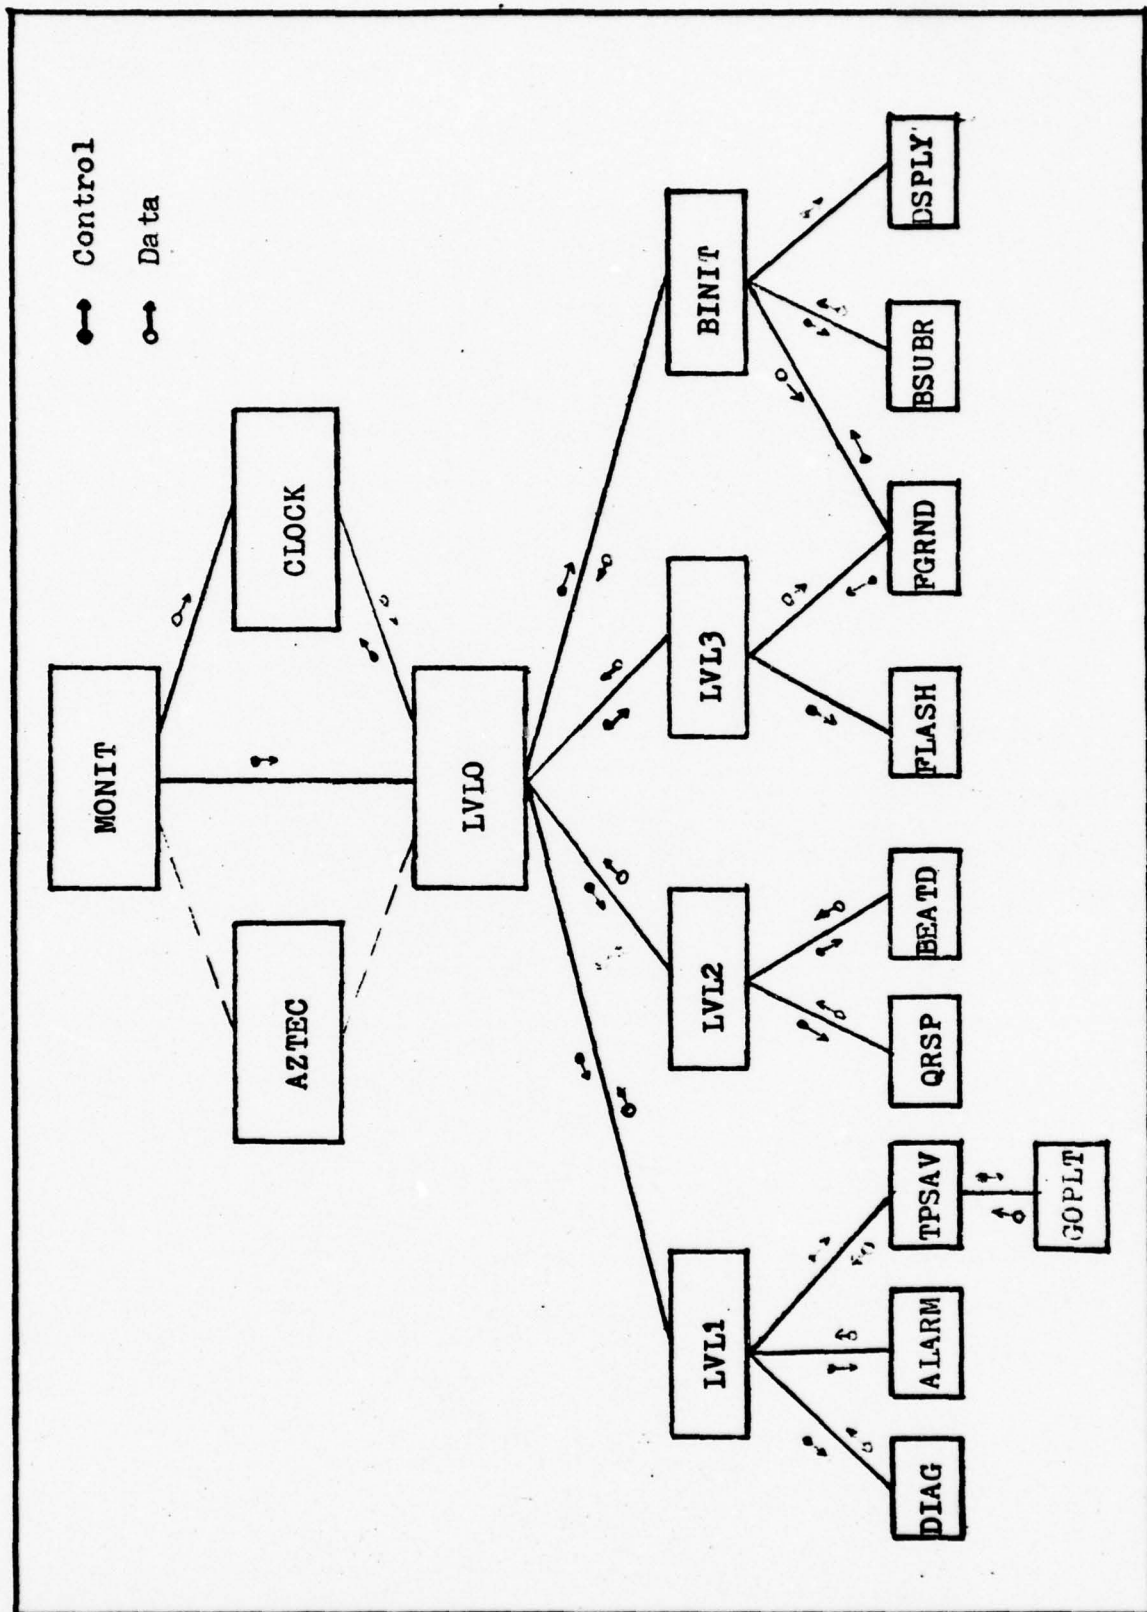 MONIT
Control
Data
AZTEC
CLOCK
LVLO
LVL1
LVL2
LVL3
BINIT
DIAG
ALARM
TPSAV
QRSP
BEATD
FLASH
FGRND
BSUBR
DSPLY
GOPLT